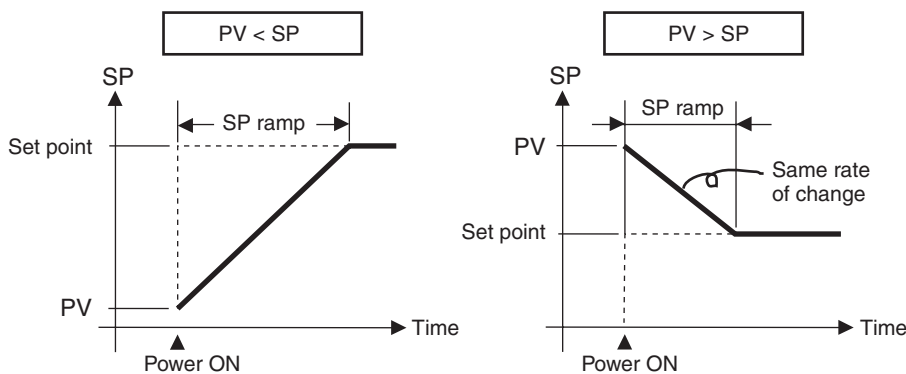 PV < SP
SP
SP ramp
Set point
PV
Time
Power ON
PV > SP
SP
SP ramp
PV
Same rate
of change
Set point
Time
Power ON